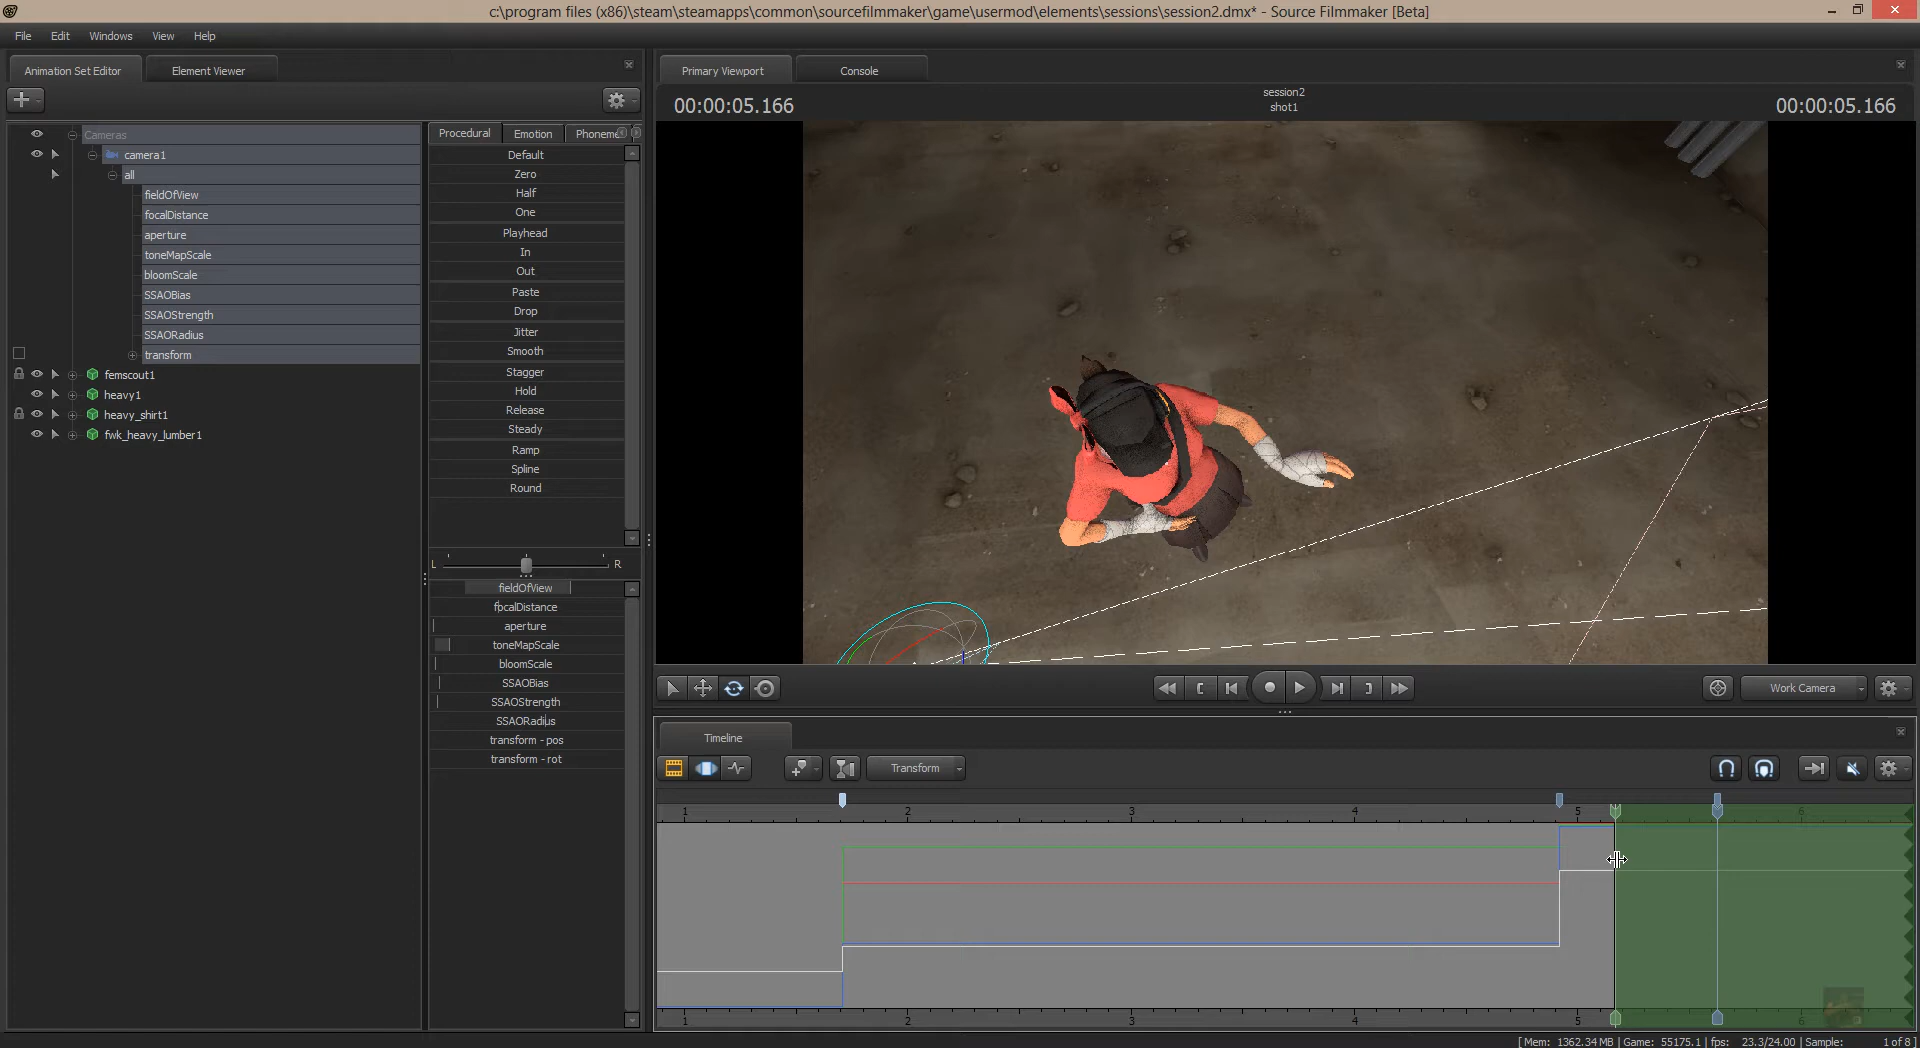 c:\program files (x86)\steam\steamapps\common\sourcefilmmaker\game\usermod\elements\sessions\session2.dmx* - Source Filmmaker [Beta]
File Edit Windows View Help
Animation Set Editor Element Viewer
Primary Viewport Console
00:00:05.166
session2
shot1
00:00:05.166
Cameras
camera1
all
fieldOfView
focalDistance
aperture
toneMapScale
bloomScale
SSAOBias
SSAOStrength
SSAORadius
transform
femscout1
heavy1
heavy_shirt1
fwk_heavy_lumber1
Procedural Emotion Phoneme
Default
Zero
Half
One
Playhead
In
Out
Paste
Drop
Jitter
Smooth
Stagger
Hold
Release
Steady
Ramp
Spline
Round
L R
fieldOfView
focalDistance
aperture
toneMapScale
bloomScale
SSAOBias
SSAOStrength
SSAORadius
transform - pos
transform - rot
Work Camera
Timeline
Transform
1 2 3 4 5 6
1 2 3 4 5 6
[ Mem: 1362.34 MB | Game: 55175.1 | fps: 23.3/24.00 | Sample: 1 of 8 ]